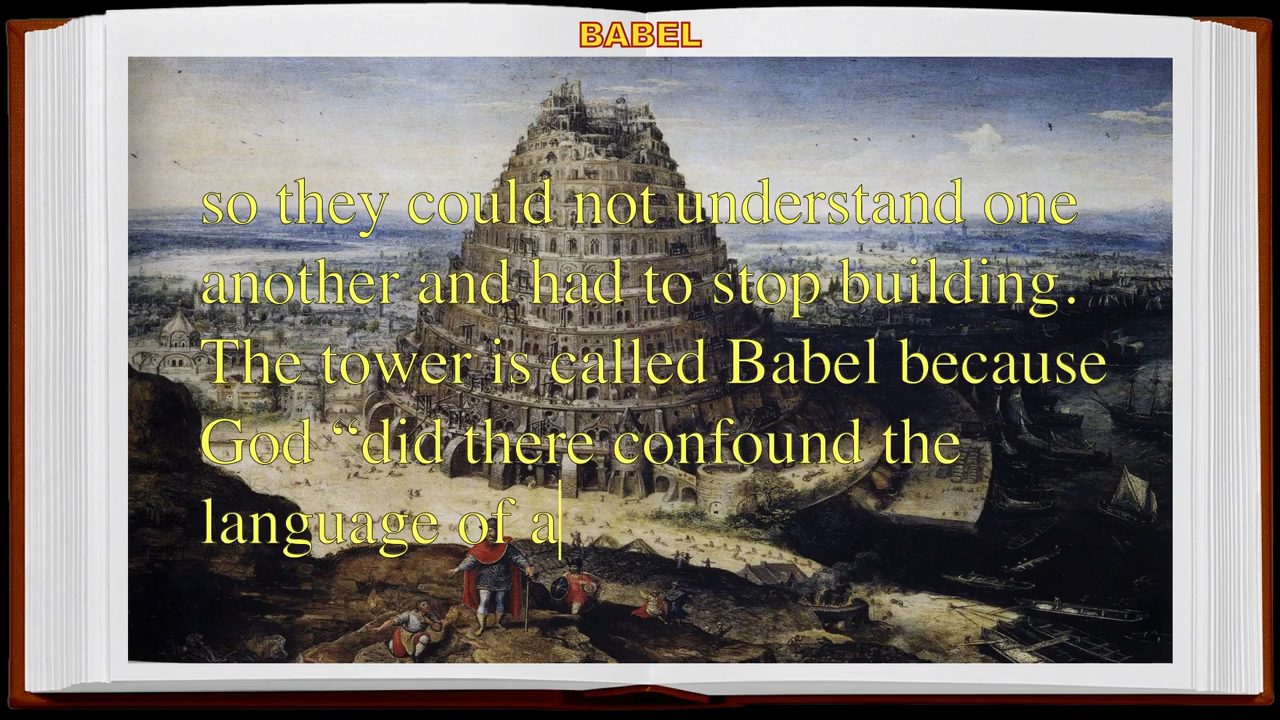 BABEL
so they could not understand one
another and had to stop building.
The tower is called Babel because
God “did there confound the
language of a